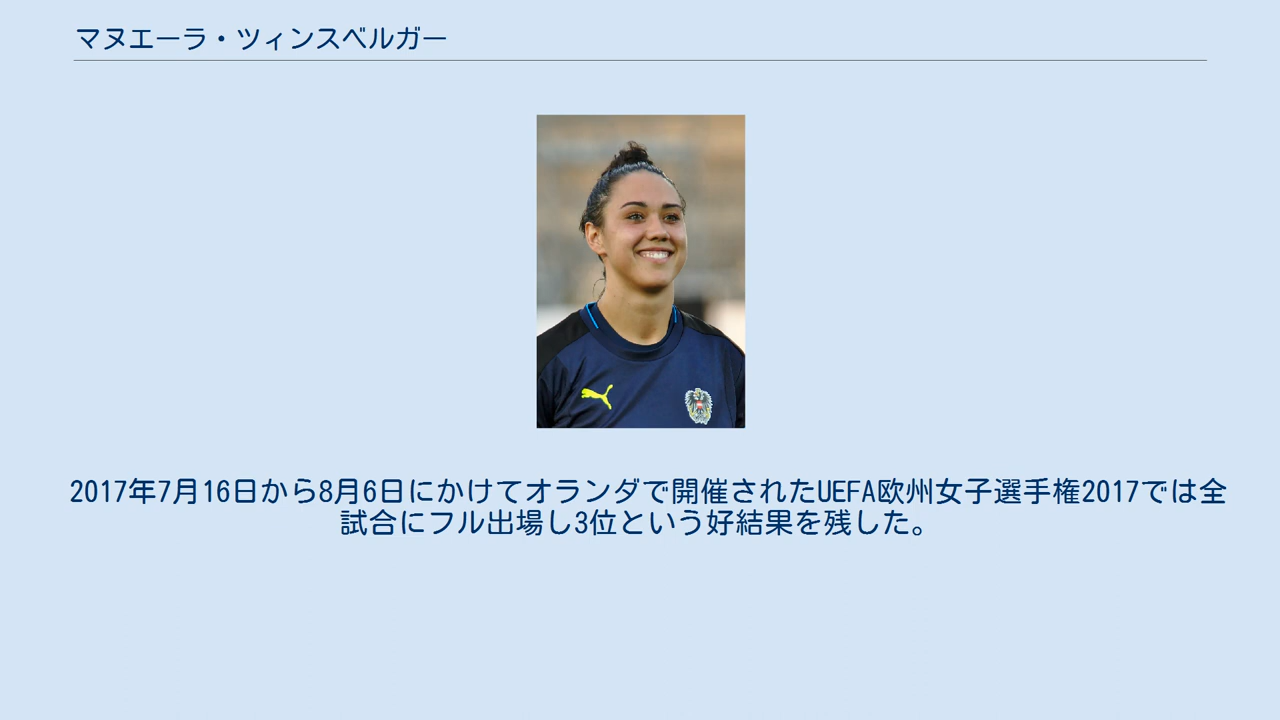 マヌエーラ・ツィンスベルガー
2017年7月16日から8月6日にかけてオランダで開催されたUEFA欧州女子選手権2017では全
試合にフル出場し3位という好結果を残した。